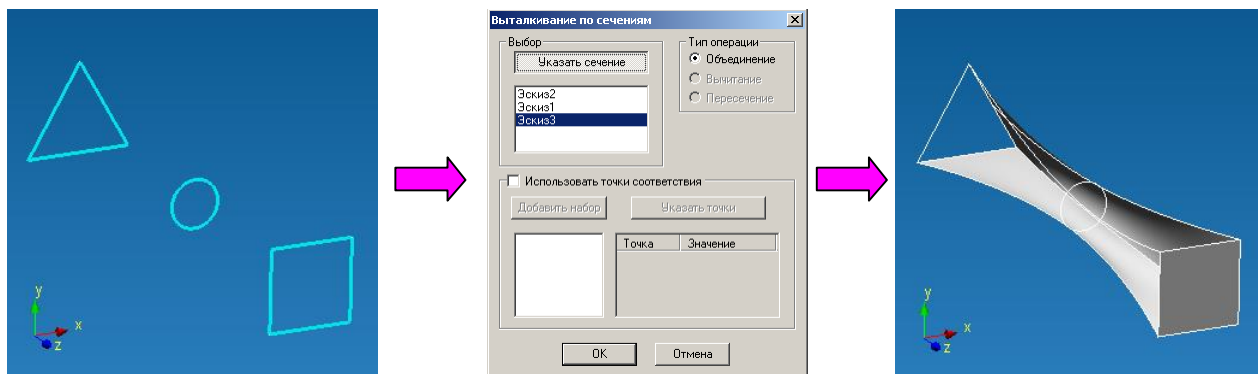 y
x
z
Выталкивание по сечениям
Выбор
Указать сечение
Эскиз2
Эскиз1
Эскиз3
Тип операции
Объединение
Вычитание
Пересечение
Использовать точки соответствия
Добавить набор
Указать точки
Точка Значение
OK Отмена
y
x
z